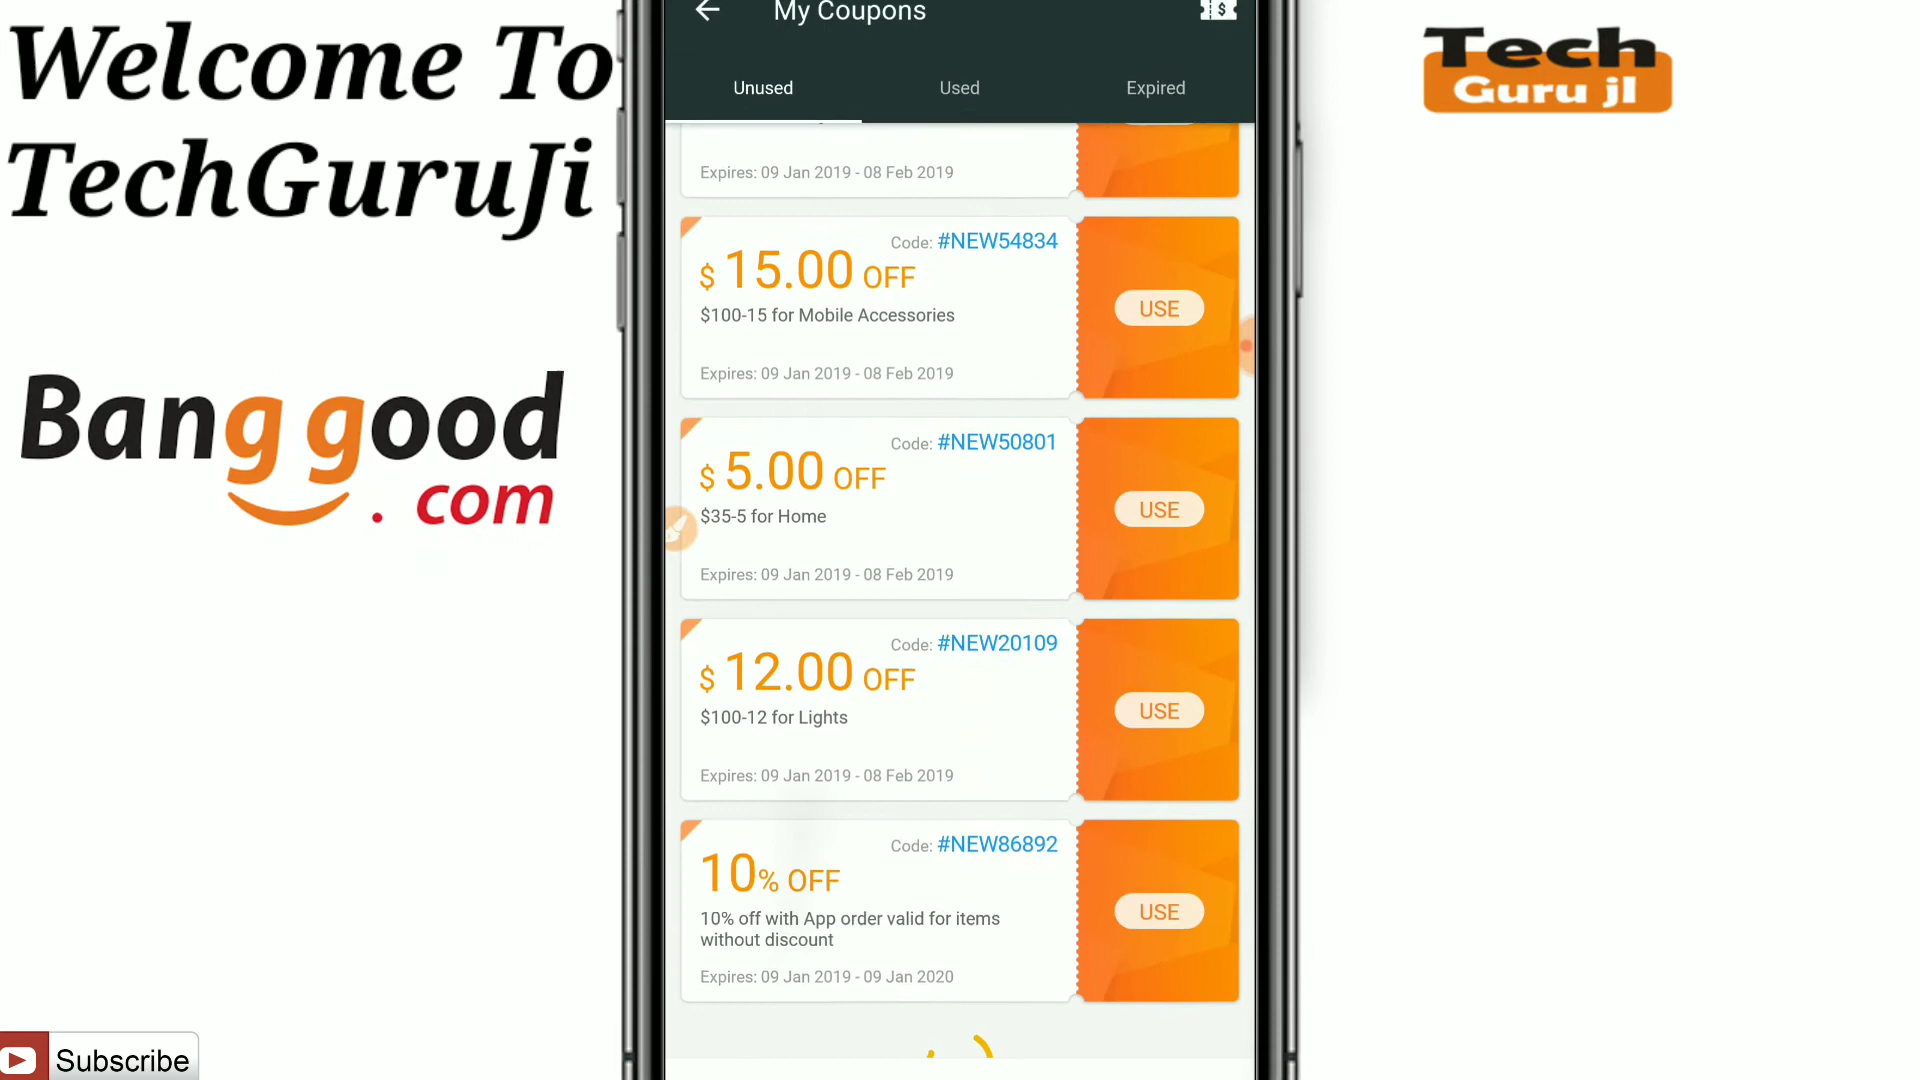 Welcome To
TechGuruJi
Banggood
. com
Tech
Guru jI
My Coupons
$
Unused
Used
Expired
Expires: 09 Jan 2019 - 08 Feb 2019
Code: #NEW54834
$ 15.00 OFF
$100-15 for Mobile Accessories
Expires: 09 Jan 2019 - 08 Feb 2019
USE
Code: #NEW50801
$ 5.00 OFF
$35-5 for Home
Expires: 09 Jan 2019 - 08 Feb 2019
USE
Code: #NEW20109
$ 12.00 OFF
$100-12 for Lights
Expires: 09 Jan 2019 - 08 Feb 2019
USE
Code: #NEW86892
10% OFF
10% off with App order valid for items
without discount
Expires: 09 Jan 2019 - 09 Jan 2020
USE
Subscribe